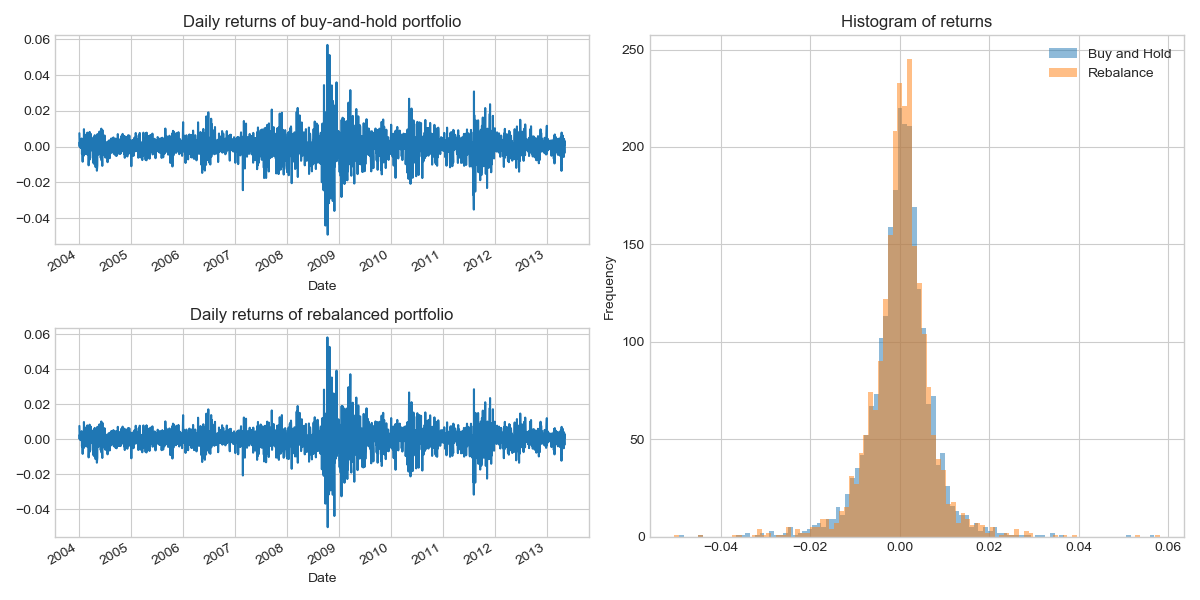 Daily returns of buy-and-hold portfolio
0.06
0.04
0.02
0.00
−0.02
−0.04
2004 2005 2006 2007 2008 2009 2010 2011 2012 2013
Date
Daily returns of rebalanced portfolio
0.06
0.04
0.02
0.00
−0.02
−0.04
2004 2005 2006 2007 2008 2009 2010 2011 2012 2013
Date
Histogram of returns
Buy and Hold
Rebalance
Frequency
250
200
150
100
50
0
−0.04 −0.02 0.00 0.02 0.04 0.06